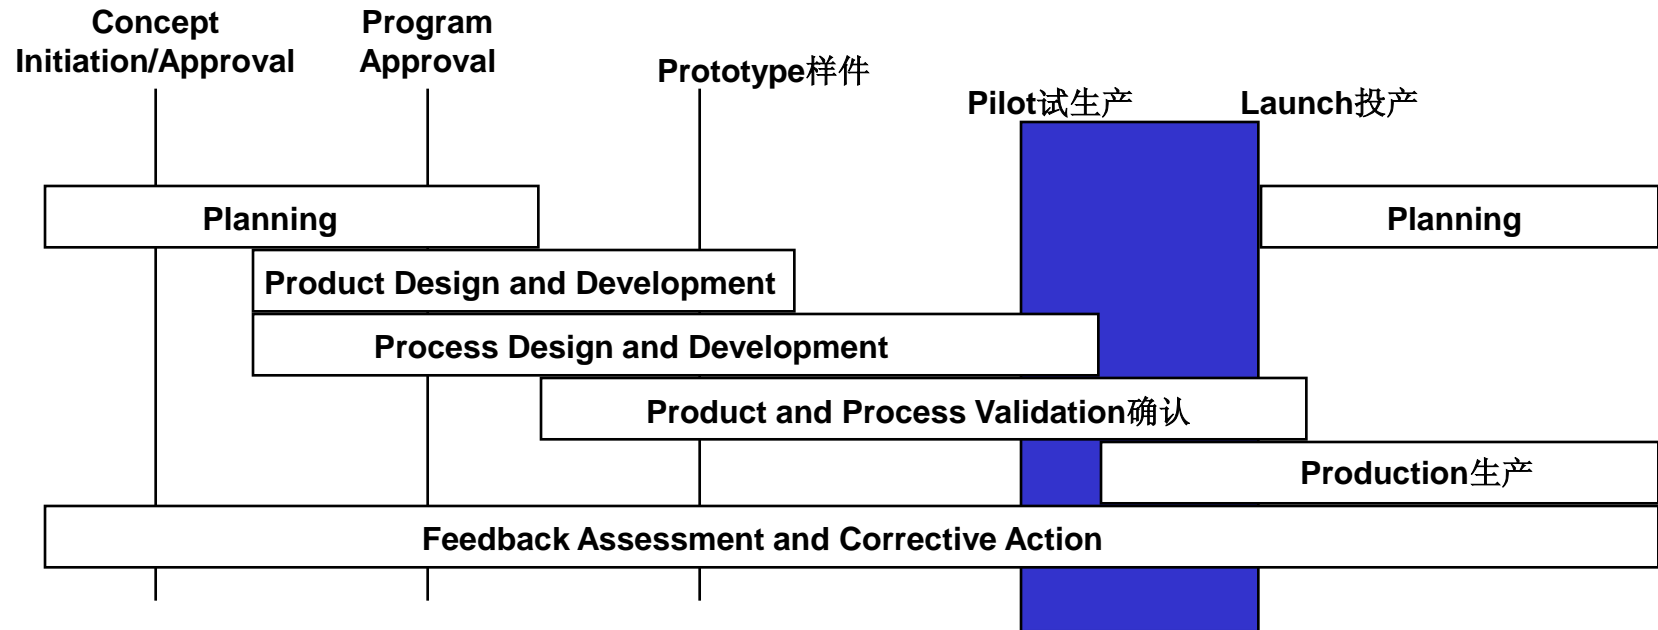 Concept
Initiation/Approval
Program
Approval
Prototype样件
Pilot试生产
Launch投产
Planning
Planning
Product Design and Development
Process Design and Development
Product and Process Validation确认
Production生产
Feedback Assessment and Corrective Action